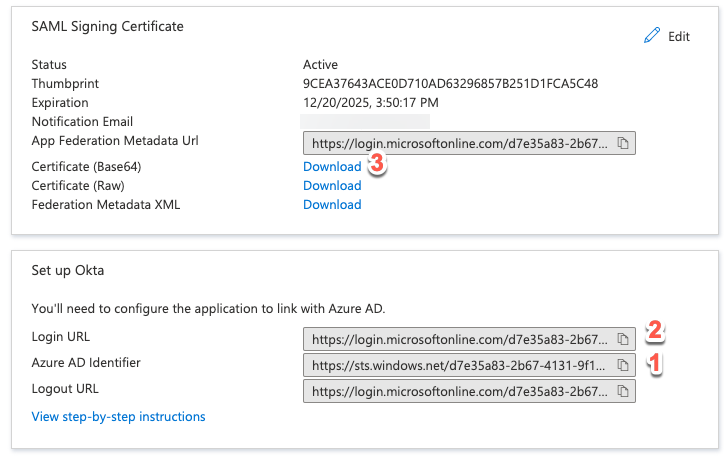 SAML Signing Certificate
Edit
Status Active
Thumbprint 9CEA37643ACE0D710AD63296857B251D1FCA5C48
Expiration 12/20/2025, 3:50:17 PM
Notification Email
App Federation Metadata Url https://login.microsoftonline.com/d7e35a83-2b67...
Certificate (Base64) Download 3
Certificate (Raw) Download
Federation Metadata XML Download
Set up Okta
You'll need to configure the application to link with Azure AD.
Login URL https://login.microsoftonline.com/d7e35a83-2b67... 2
Azure AD Identifier https://sts.windows.net/d7e35a83-2b67-4131-9f1... 1
Logout URL https://login.microsoftonline.com/d7e35a83-2b67...
View step-by-step instructions